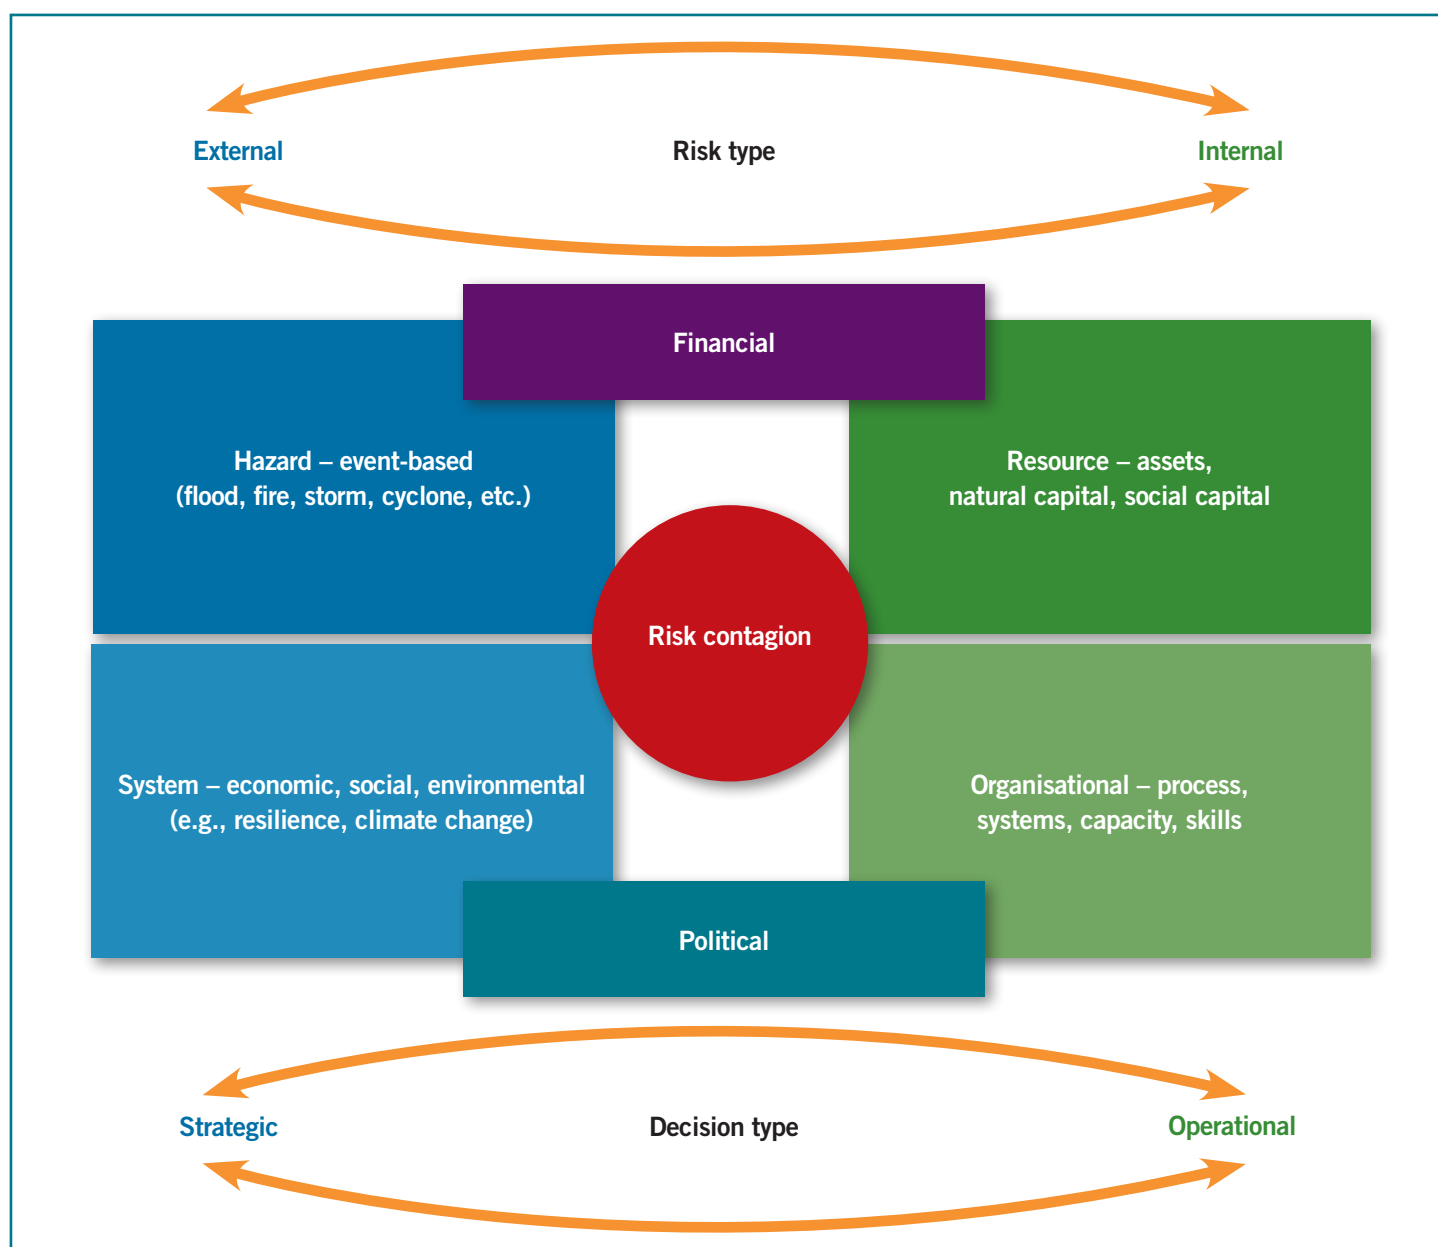 External
Risk type
Internal
Financial
Hazard – event-based
(flood, fire, storm, cyclone, etc.)
Resource – assets,
natural capital, social capital
Risk contagion
System – economic, social, environmental
(e.g., resilience, climate change)
Organisational – process,
systems, capacity, skills
Political
Strategic
Decision type
Operational